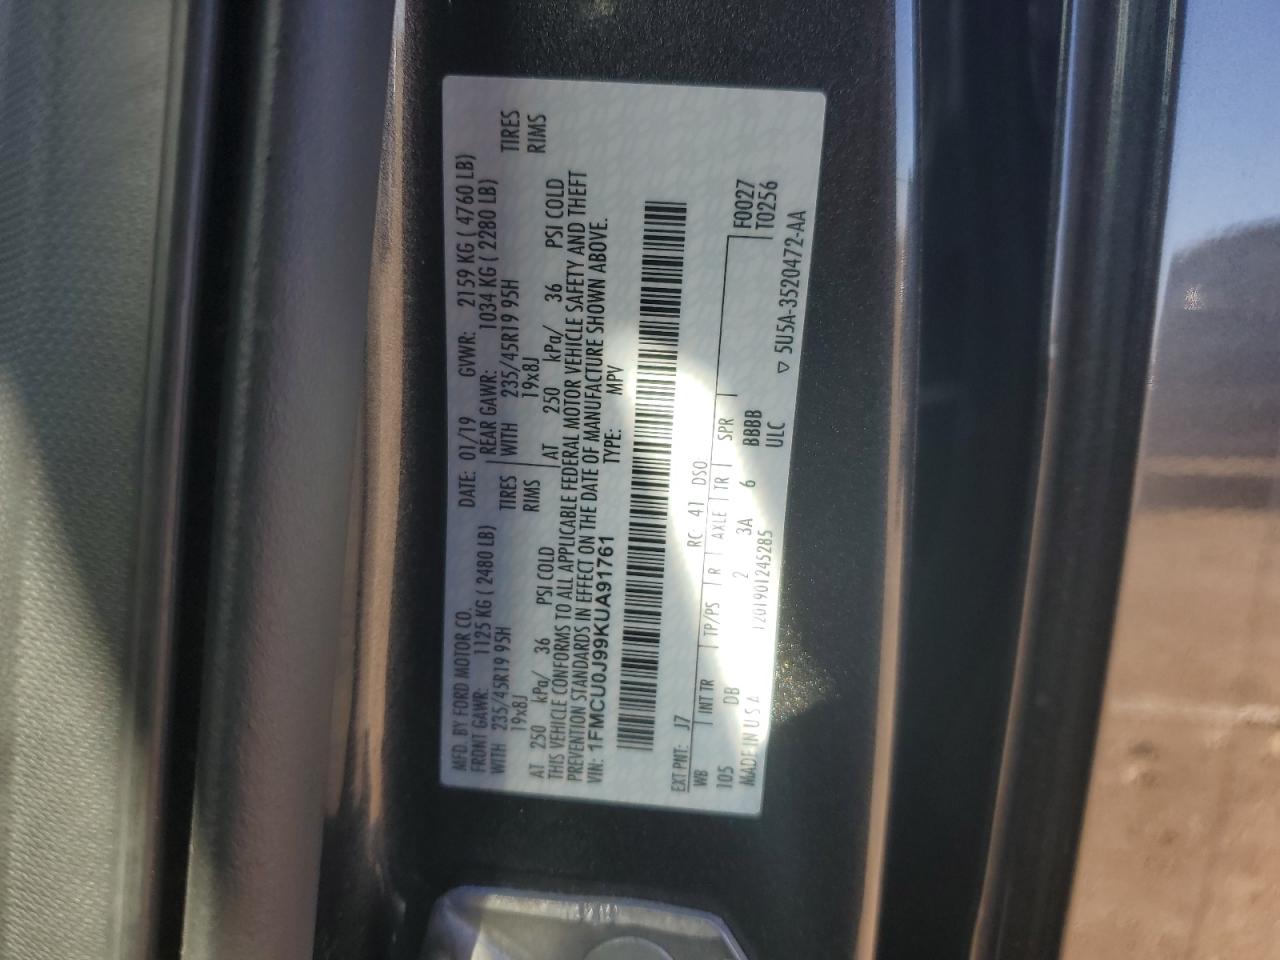 MFD. BY FORD MOTOR CO.
DATE: 01/19 GVWR: 2159 KG ( 4760 LB)
FRONT GAWR: 1125 KG ( 2480 LB)
REAR GAWR: 1034 KG ( 2280 LB)
WITH 235/45R19 95H TIRES
WITH 235/45R19 95H TIRES
19x8J RIMS
19x8J RIMS
AT 250 kPa/ 36 PSI COLD
AT 250 kPa/ 36 PSI COLD
THIS VEHICLE CONFORMS TO ALL APPLICABLE FEDERAL MOTOR VEHICLE SAFETY AND THEFT
PREVENTION STANDARDS IN EFFECT ON THE DATE OF MANUFACTURE SHOWN ABOVE.
VIN: 1FMCU0J99KUA91761 TYPE: MPV
EXT PNT: J7 RC: 41 DSO
WB INT TR TP/PS R AXLE TR SPR F0027
105 DB 2 3A 6 BBBB T0256
MADE IN U S A 1201901245285 ULC
▽ 5U5A-3520472-AA